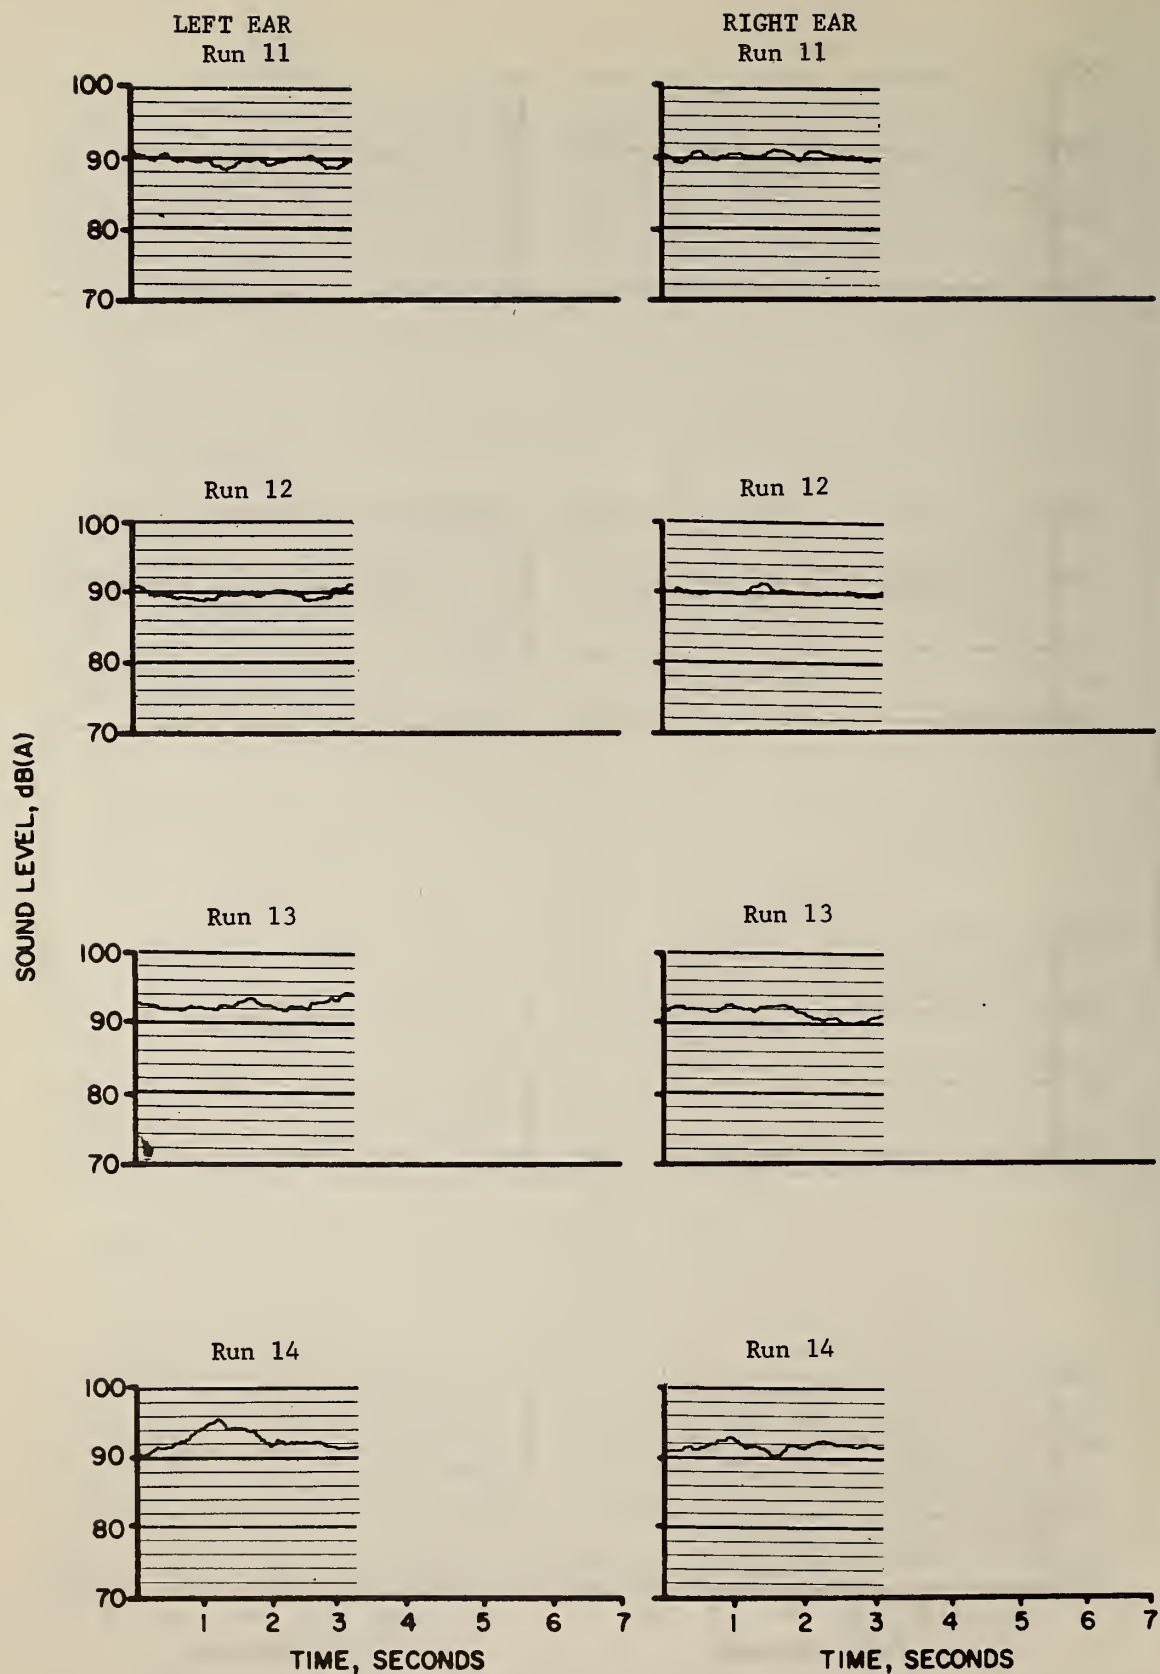 LEFT EAR
RIGHT EAR
Run 11
Run 11
100
90
80
70
Run 12
Run 12
100
90
80
70
SOUND LEVEL, dB(A)
Run 13
Run 13
100
90
80
70
Run 14
Run 14
100
90
80
70
1 2 3 4 5 6 7
1 2 3 4 5 6 7
TIME, SECONDS
TIME, SECONDS